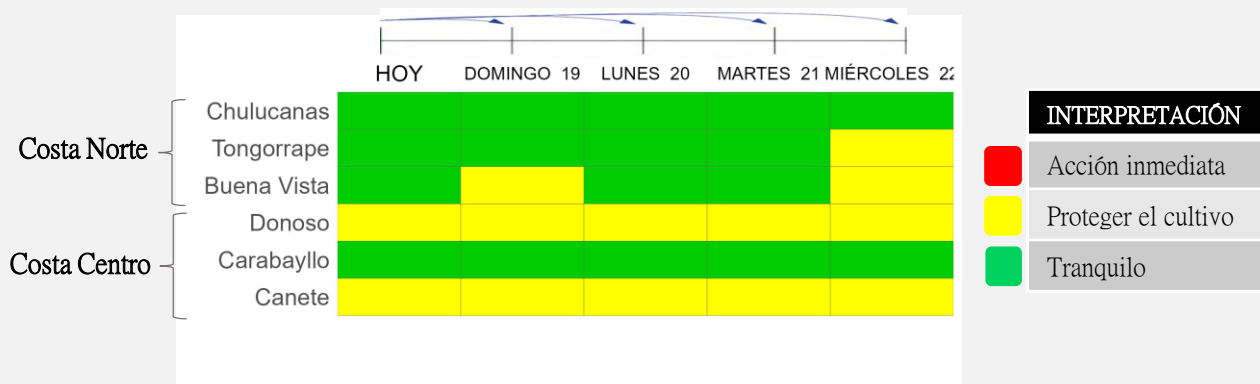 HOY DOMINGO 19 LUNES 20 MARTES 21 MIÉRCOLES 22
Costa Norte
Chulucanas
Tongorrape
Buena Vista
Costa Centro
Donoso
Carabayllo
Canete
INTERPRETACIÓN
Acción inmediata
Proteger el cultivo
Tranquilo